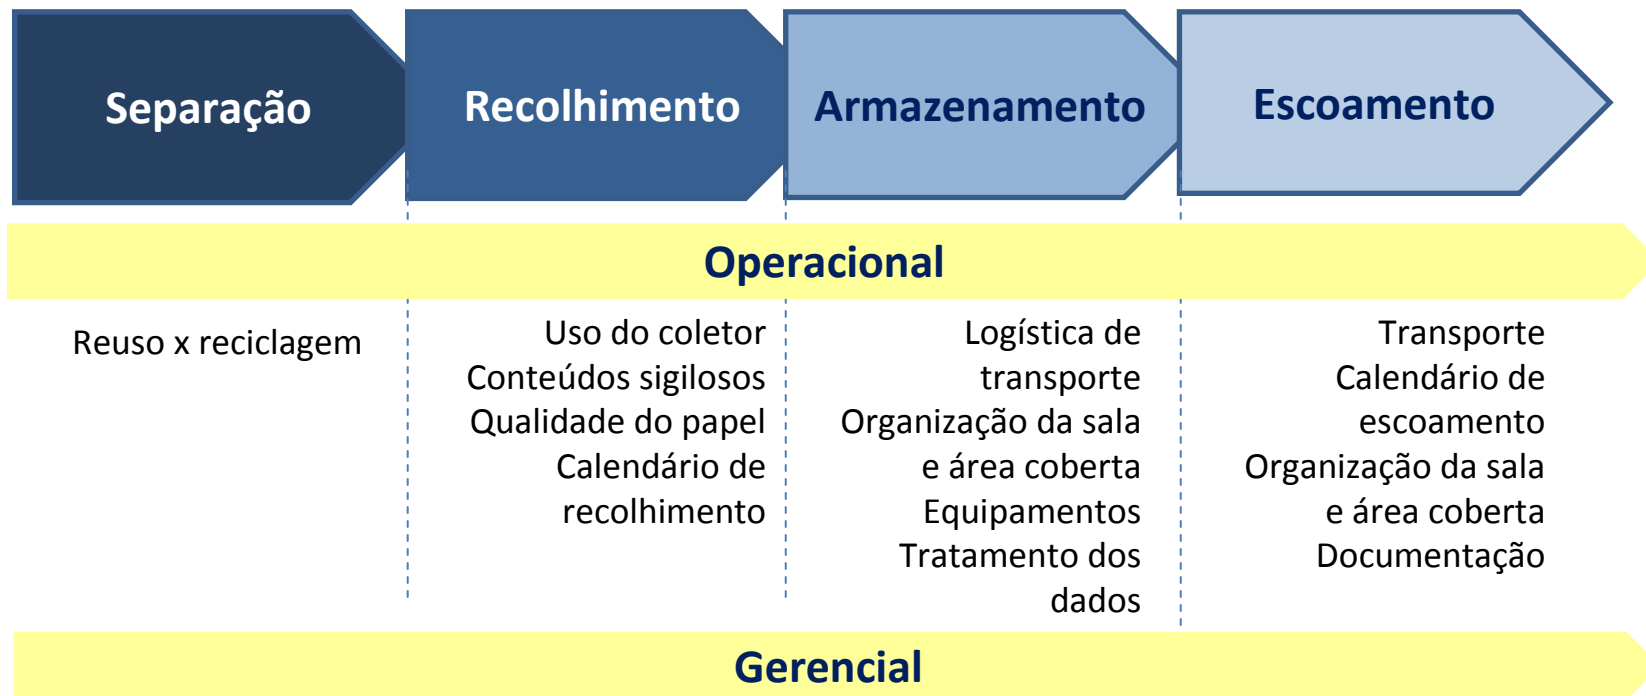 Separação
Recolhimento
Armazenamento
Escoamento
Operacional
Reuso x reciclagem
Uso do coletor
Conteúdos sigilosos
Qualidade do papel
Calendário de
recolhimento
Logística de
transporte
Organização da sala
e área coberta
Equipamentos
Tratamento dos
dados
Transporte
Calendário de
escoamento
Organização da sala
e área coberta
Documentação
Gerencial